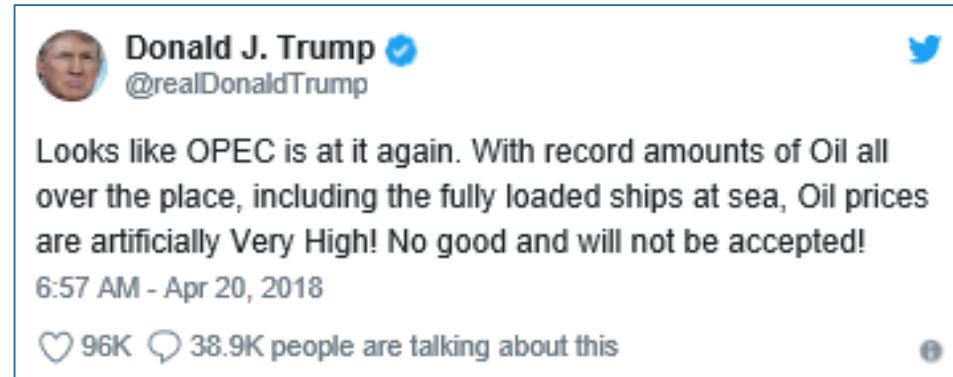 Donald J. Trump
@realDonaldTrump
Looks like OPEC is at it again. With record amounts of Oil all
over the place, including the fully loaded ships at sea, Oil prices
are artificially Very High! No good and will not be accepted!
6:57 AM - Apr 20, 2018
96K 38.9K people are talking about this